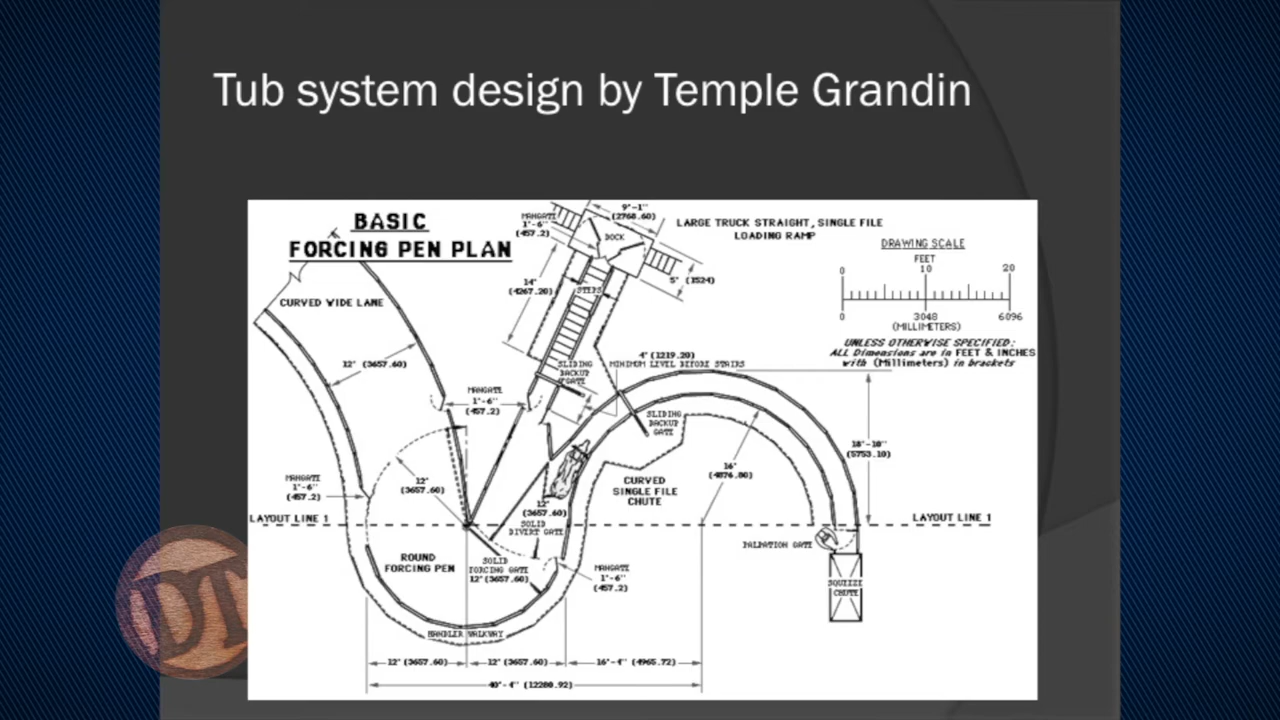 Tub system design by Temple Grandin
BASIC
FORCING PEN PLAN
MANGATE
1'-6"
(457.2)
9'-1"
(2768.60)
DOCK
LARGE TRUCK STRAIGHT, SINGLE FILE
LOADING RAMP
DRAWING SCALE
FEET
0 10 20
0 3048 6096
(MILLIMETERS)
UNLESS OTHERWISE SPECIFIED:
ALL Dimensions are in FEET & INCHES
with (Millimeters) in brackets
14'
(4267.20)
STEPS
5' (1524)
CURVED WIDE LANE
12' (3657.60)
4' (1219.20)
MINIMUM LEVEL BEFORE STAIRS
SLIDING
BACKUP
GATE
MANGATE
1'-6"
(457.2)
SLIDING
BACKUP
GATE
18'-10"
(5753.10)
16'
(4876.80)
12'
(3657.60)
MANGATE
1'-6"
(457.2)
CURVED
SINGLE FILE
CHUTE
12'
(3657.60)
SOLID
DIVERT GATE
LAYOUT LINE 1
LAYOUT LINE 1
PALPATION GATE
ROUND
FORCING PEN
SOLID
FORCING GATE
12' (3657.60)
MANGATE
1'-6"
(457.2)
SQUEEZE
CHUTE
HANDLER WALKWAY
12' (3657.60)
12' (3657.60)
16'-4" (4965.72)
40'-4" (12280.92)
DT